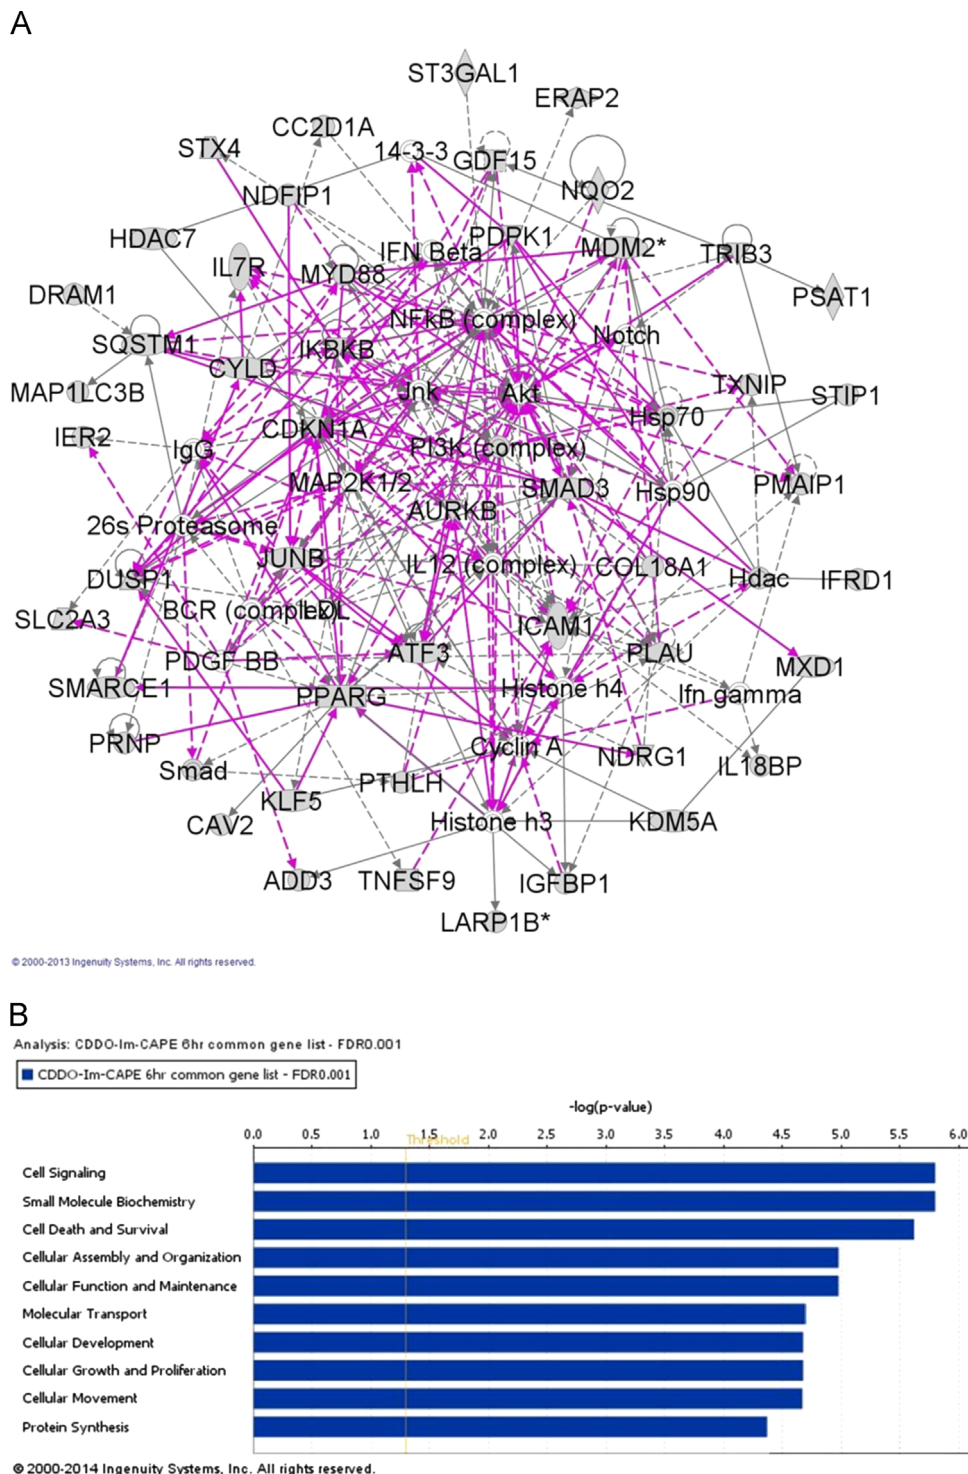 A
ST3GAL1
ERAP2
CC2D1A
STX4
14-3-3
GDF15
NDFIP1
NQO2
HDAC7
IFN Beta
PDPK1
MDM2*
TRIB3
IL7R
MYD88
DRAM1
PSAT1
NFkB (complex)
Notch
SQSTM1
IKBKB
CYLD
Jnk
Akt
TXNIP
STIP1
MAP1LC3B
Hsp70
IER2
IgG
CDKN1A
PI3K (complex)
MAP2K1/2
SMAD3
Hsp90
PMAIP1
AURKB
26s Proteasome
JUNB
IL12 (complex)
COL18A1
Hdac
IFRD1
DUSP1
SLC2A3
BCR (complex)
LDL
ICAM1
PDGF BB
ATF3
PLAU
MXD1
SMARCE1
PPARG
Histone h4
Ifn gamma
PRNP
Cyclin A
NDRG1
IL18BP
Smad
PTHLH
KLF5
CAV2
Histone h3
KDM5A
ADD3
TNFSF9
IGFBP1
LARP1B*
© 2000-2013 Ingenuity Systems, Inc. All rights reserved.
B
Analysis: CDDO-Im-CAPE 6hr common gene list - FDR0.001
CDDO-Im-CAPE 6hr common gene list - FDR0.001
-log(p-value)
0.0 0.5 1.0 1.5 2.0 2.5 3.0 3.5 4.0 4.5 5.0 5.5 6.0
Threshold
Cell Signaling
Small Molecule Biochemistry
Cell Death and Survival
Cellular Assembly and Organization
Cellular Function and Maintenance
Molecular Transport
Cellular Development
Cellular Growth and Proliferation
Cellular Movement
Protein Synthesis
© 2000-2014 Ingenuity Systems, Inc. All rights reserved.